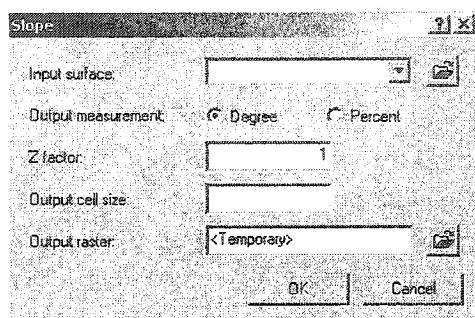 Slope ? ×
Input surface:
Output measurement: Degree Percent
Z factor: 1
Output cell size:
Output raster: <Temporary>
OK Cancel